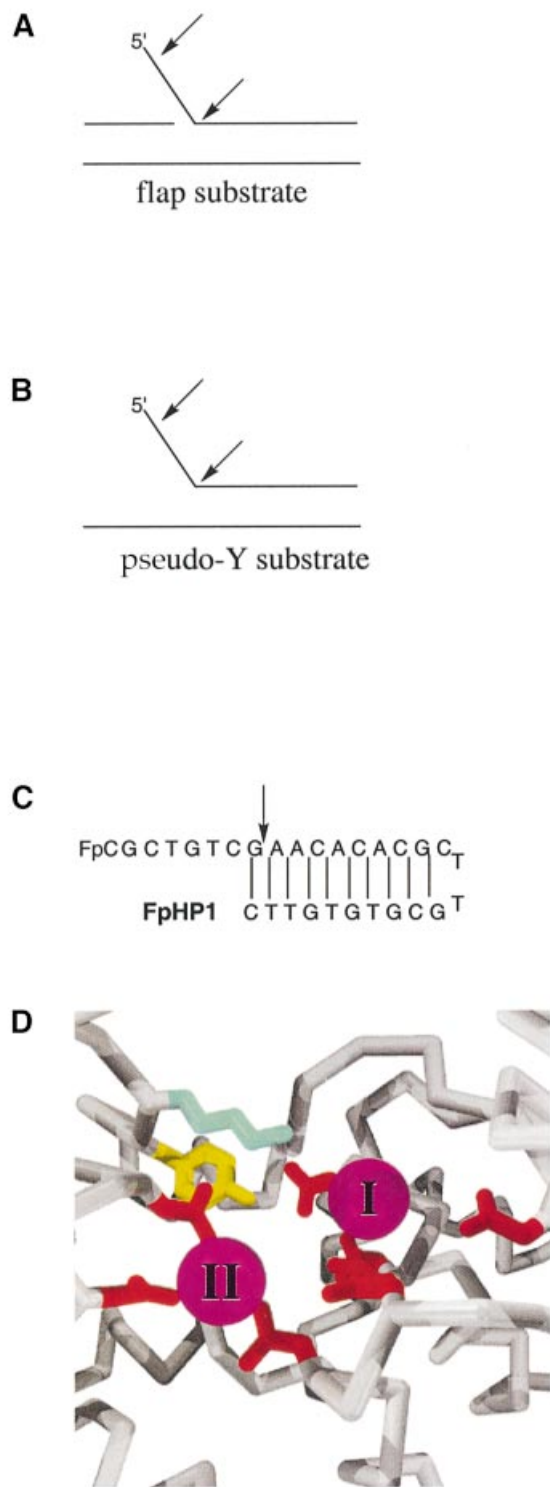 A
5'
flap substrate
B
5'
pseudo-Y substrate
C
FpCGCTGTCGAACACACGC
T
T
FpHP1 CTTGTGTGCG
D
I
II